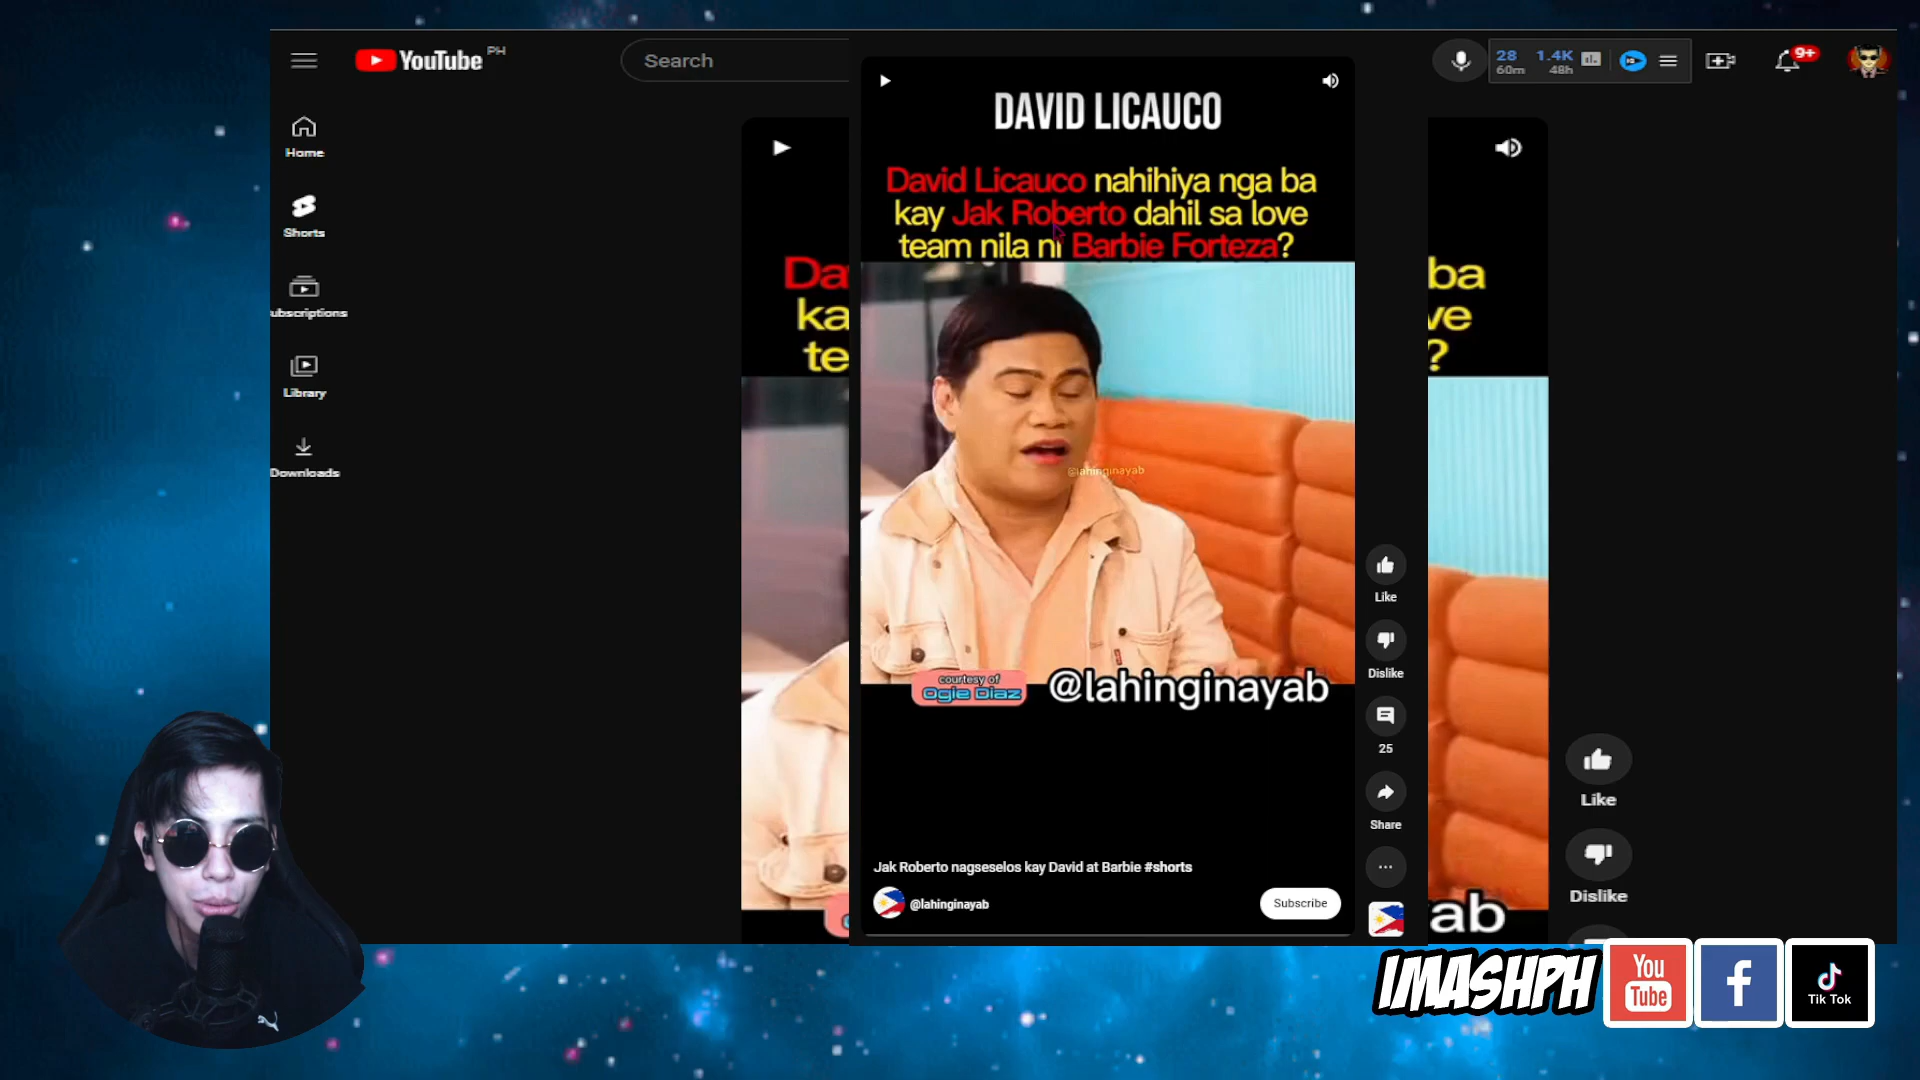 YouTube PH
Search
28
60m
1.4K
48h
9+
Home
Shorts
ubscriptions
Library
Downloads
DAVID LICAUCO
David Licauco nahihiya nga ba
kay Jak Roberto dahil sa love
team nila ni Barbie Forteza?
Da
ka
te
ba
ve
?
@lahinginayab
courtesy of
Ogie Diaz
@lahinginayab
Like
Dislike
25
Share
Jak Roberto nagseselos kay David at Barbie #shorts
@lahinginayab
Subscribe
Like
Dislike
ab
IMASHPH
You
Tube
f
Tik Tok